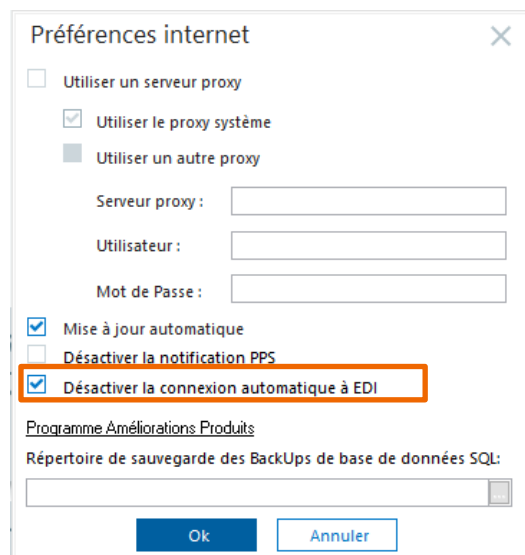 Préférences internet
Utiliser un serveur proxy
Utiliser le proxy système
Utiliser un autre proxy
Serveur proxy :
Utilisateur :
Mot de Passe :
Mise à jour automatique
Désactiver la notification PPS
Désactiver la connexion automatique à EDI
Programme Améliorations Produits
Répertoire de sauvegarde des BackUps de base de données SQL:
...
Ok
Annuler